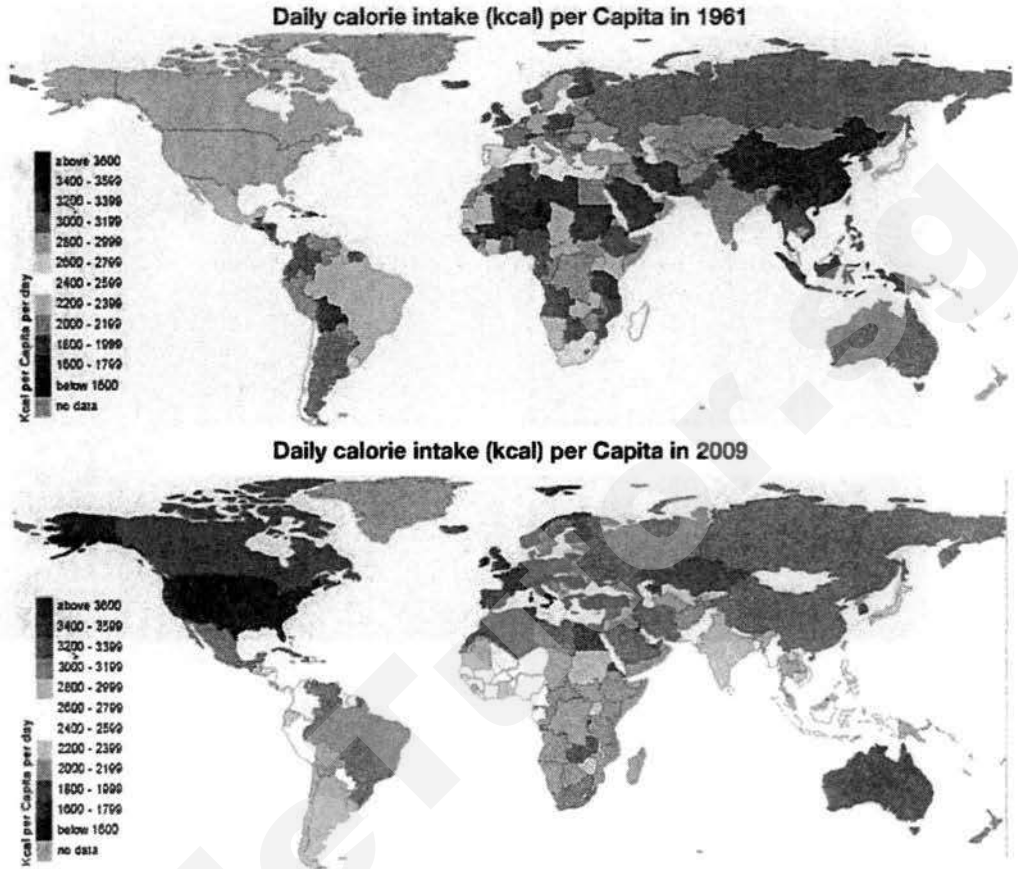 Daily calorie intake (kcal) per Capita in 1961
Kcal per Capita per day
above 3600
3400 - 3599
3200 - 3399
3000 - 3199
2800 - 2999
2600 - 2799
2400 - 2599
2200 - 2399
2000 - 2199
1800 - 1999
1600 - 1799
below 1600
no data
Daily calorie intake (kcal) per Capita in 2009
Kcal per Capita per day
above 3600
3400 - 3599
3200 - 3399
3000 - 3199
2800 - 2999
2600 - 2799
2400 - 2599
2200 - 2399
2000 - 2199
1800 - 1999
1600 - 1799
below 1600
no data